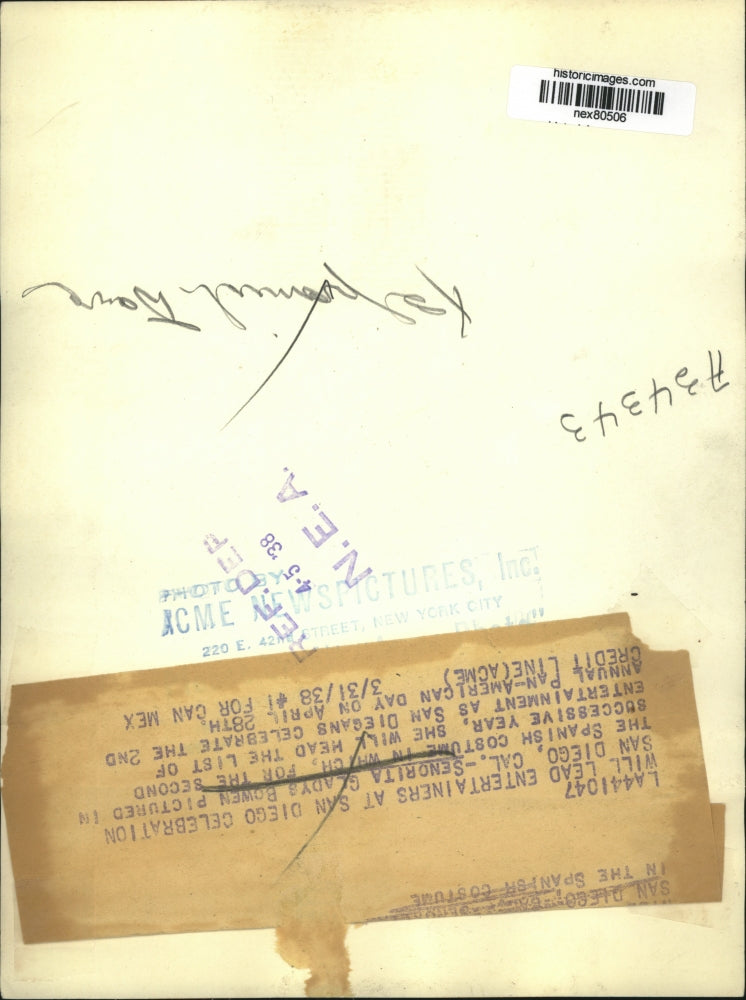 historicimages.com
nex80506
X Spanish Dance
A34343
REF. DEP
4 5 '38
N.E.A.
PHOTO BY
ACME NEWSPICTURES, Inc.
220 E. 42ND STREET, NEW YORK CITY
LA441047
WILL LEAD ENTERTAINERS AT SAN DIEGO CELEBRATION
SAN DIEGO, CAL.-SENORITA GLADYS BOWEN PICTURED IN
THE SPANISH COSTUME IN WHICH, FOR THE SECOND
SUCCESSIVE YEAR, SHE WILL HEAD THE LIST OF
ENTERTAINMENT AS SAN DIEGANS CELEBRATE THE 2ND
ANNUAL PAN-AMERICAN DAY ON APRIL 28TH.
CREDIT LINE(ACME) 3/31/38 #1 FOR CAN MEX
SAN DIEGO, CAL.
IN THE SPANISH COSTUME